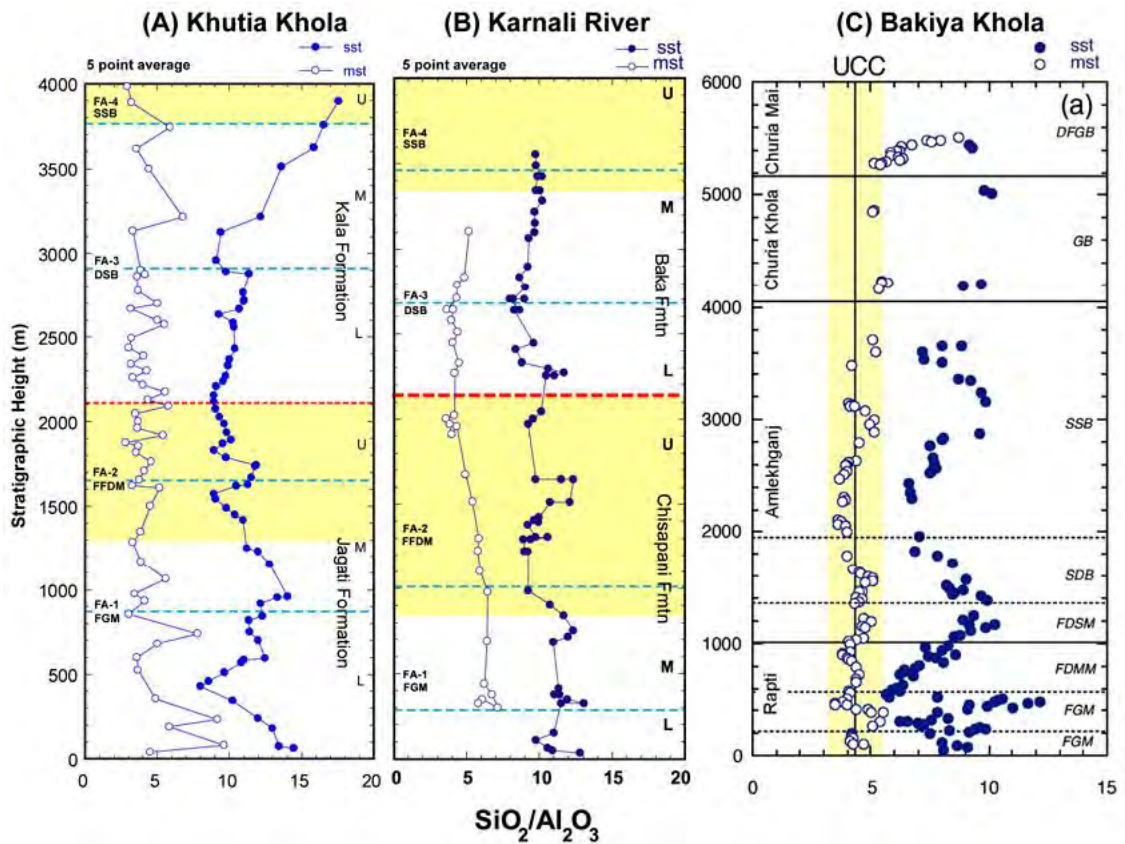 (A) Khutia Khola
sst
mst
5 point average
Stratigraphic Height (m)
4000
3500
3000
2500
2000
1500
1000
500
0
0
5
10
15
20
FA-4
SSB
FA-3
DSB
FA-2
FFDM
FA-1
FGM
U
M
L
U
M
L
Kala Formation
Jagati Formation
(B) Karnali River
sst
mst
5 point average
0
5
10
15
20
FA-4
SSB
FA-3
DSB
FA-2
FFDM
FA-1
FGM
U
M
L
U
M
L
Baka Fmtn
Chisapani Fmtn
SiO₂/Al₂O₃
(C) Bakiya Khola
sst
mst
UCC
(a)
6000
5000
4000
3000
2000
1000
0
0
5
10
15
Churia Mai
Churia Khola
Amlekhganj
Rapti
DFGB
GB
SSB
SDB
FDSM
FDMM
FGM
FGM